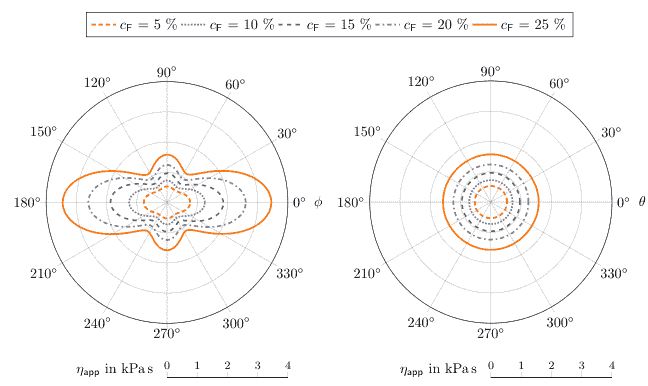 c_F = 5 % c_F = 10 % c_F = 15 % c_F = 20 % c_F = 25 %
90° 90°
120° 60° 120° 60°
150° 30° 150° 30°
180° 0° ϕ 180° 0° θ
210° 330° 210° 330°
240° 300° 240° 300°
270° 270°
η_app in kPa s 0 1 2 3 4 η_app in kPa s 0 1 2 3 4